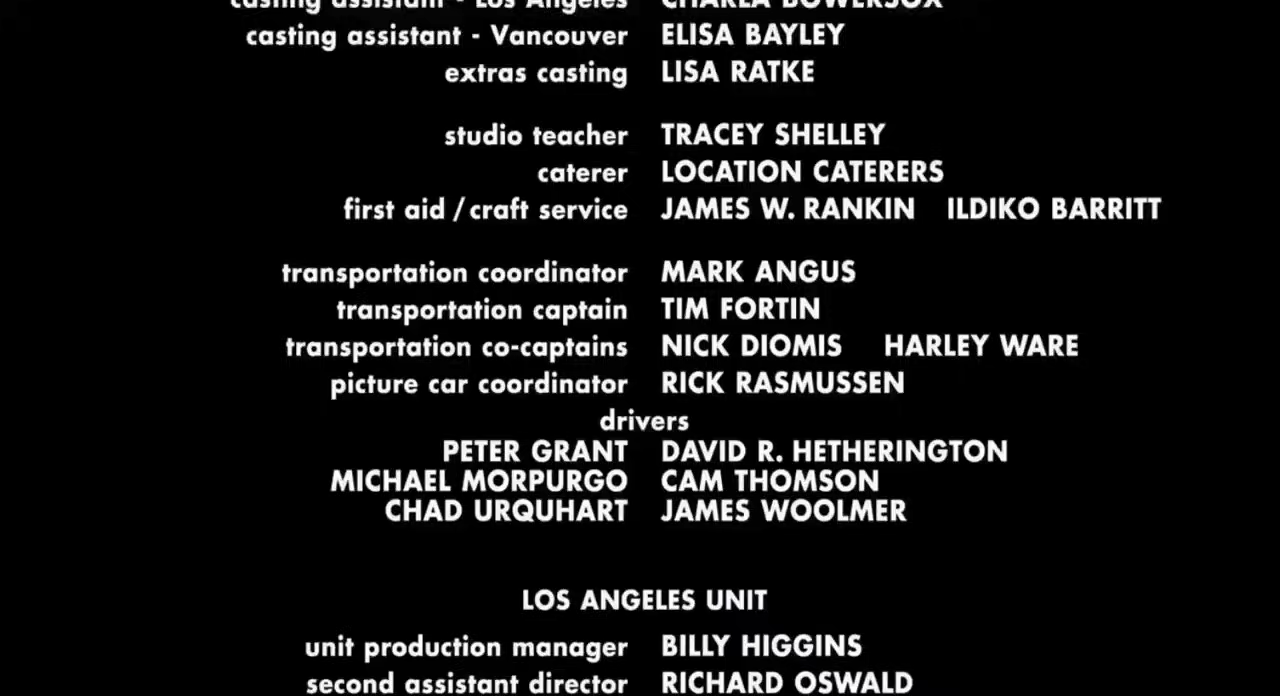 casting assistant - Los Angeles CHARLA BOWERSOX
casting assistant - Vancouver ELISA BAYLEY
extras casting LISA RATKE
studio teacher TRACEY SHELLEY
caterer LOCATION CATERERS
first aid / craft service JAMES W. RANKIN ILDIKO BARRITT
transportation coordinator MARK ANGUS
transportation captain TIM FORTIN
transportation co-captains NICK DIOMIS HARLEY WARE
picture car coordinator RICK RASMUSSEN
drivers
PETER GRANT DAVID R. HETHERINGTON
MICHAEL MORPURGO CAM THOMSON
CHAD URQUHART JAMES WOOLMER
LOS ANGELES UNIT
unit production manager BILLY HIGGINS
second assistant director RICHARD OSWALD